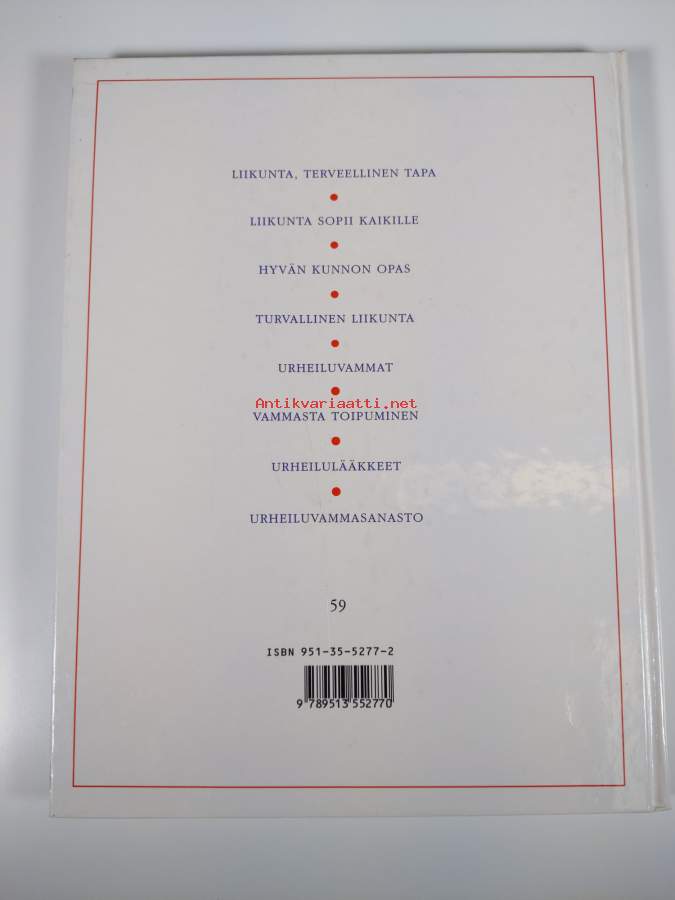 LIIKUNTA, TERVEELLINEN TAPA
LIIKUNTA SOPII KAIKILLE
HYVÄN KUNNON OPAS
TURVALLINEN LIIKUNTA
URHEILUVAMMAT
Antikvariaatti.net
VAMMASTA TOIPUMINEN
URHEILULÄÄKKEET
URHEILUVAMMASANASTO
59
ISBN 951-35-5277-2
9 789513 552770